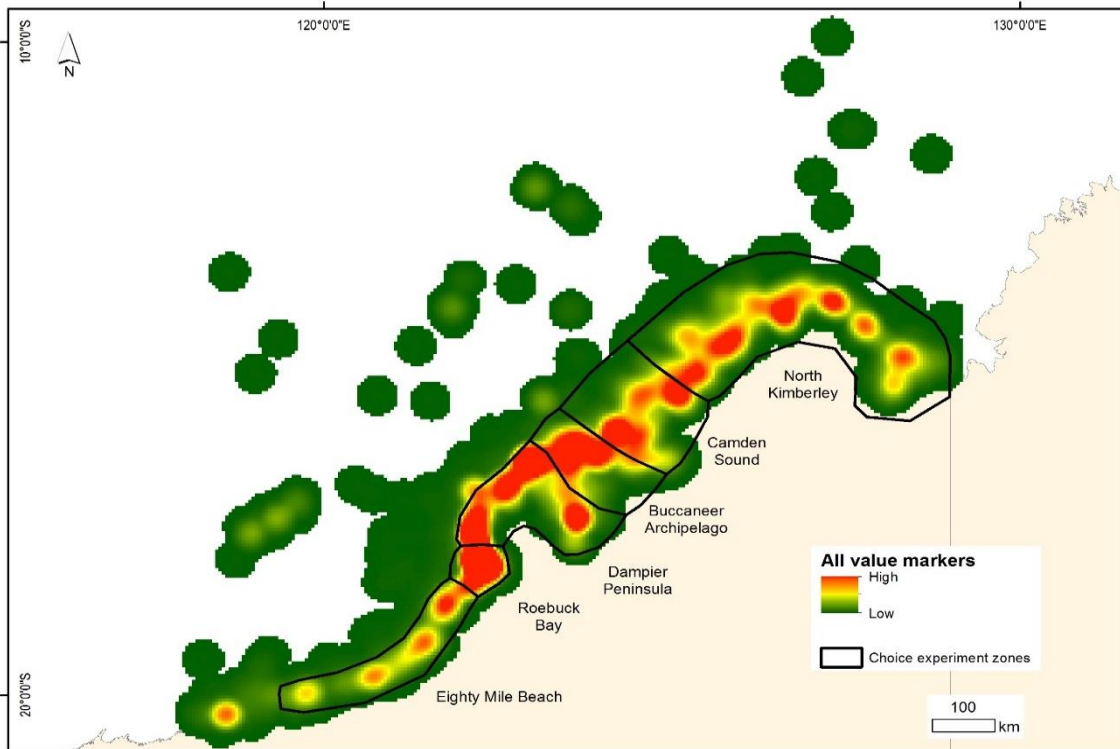 120°0'0"E
130°0'0"E
10°0'0"S
N
North
Kimberley
Camden
Sound
Buccaneer
Archipelago
Dampier
Peninsula
Roebuck
Bay
Eighty Mile Beach
20°0'0"S
All value markers
High
Low
Choice experiment zones
100
km